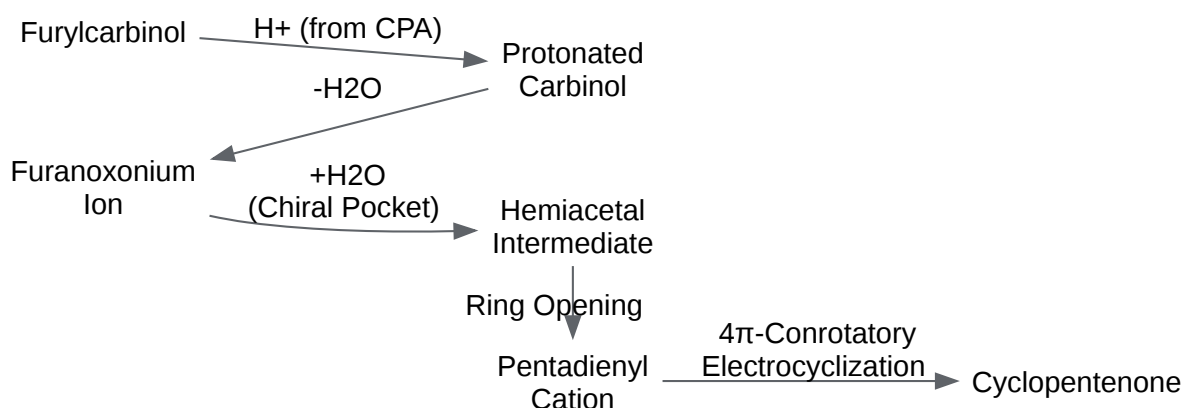 Furylcarbinol
H+ (from CPA)
Protonated
Carbinol
-H2O
Furanoxonium
Ion
+H2O
(Chiral Pocket)
Hemiacetal
Intermediate
Ring Opening
Pentadienyl
Cation
4π-Conrotatory
Electrocyclization
Cyclopentenone